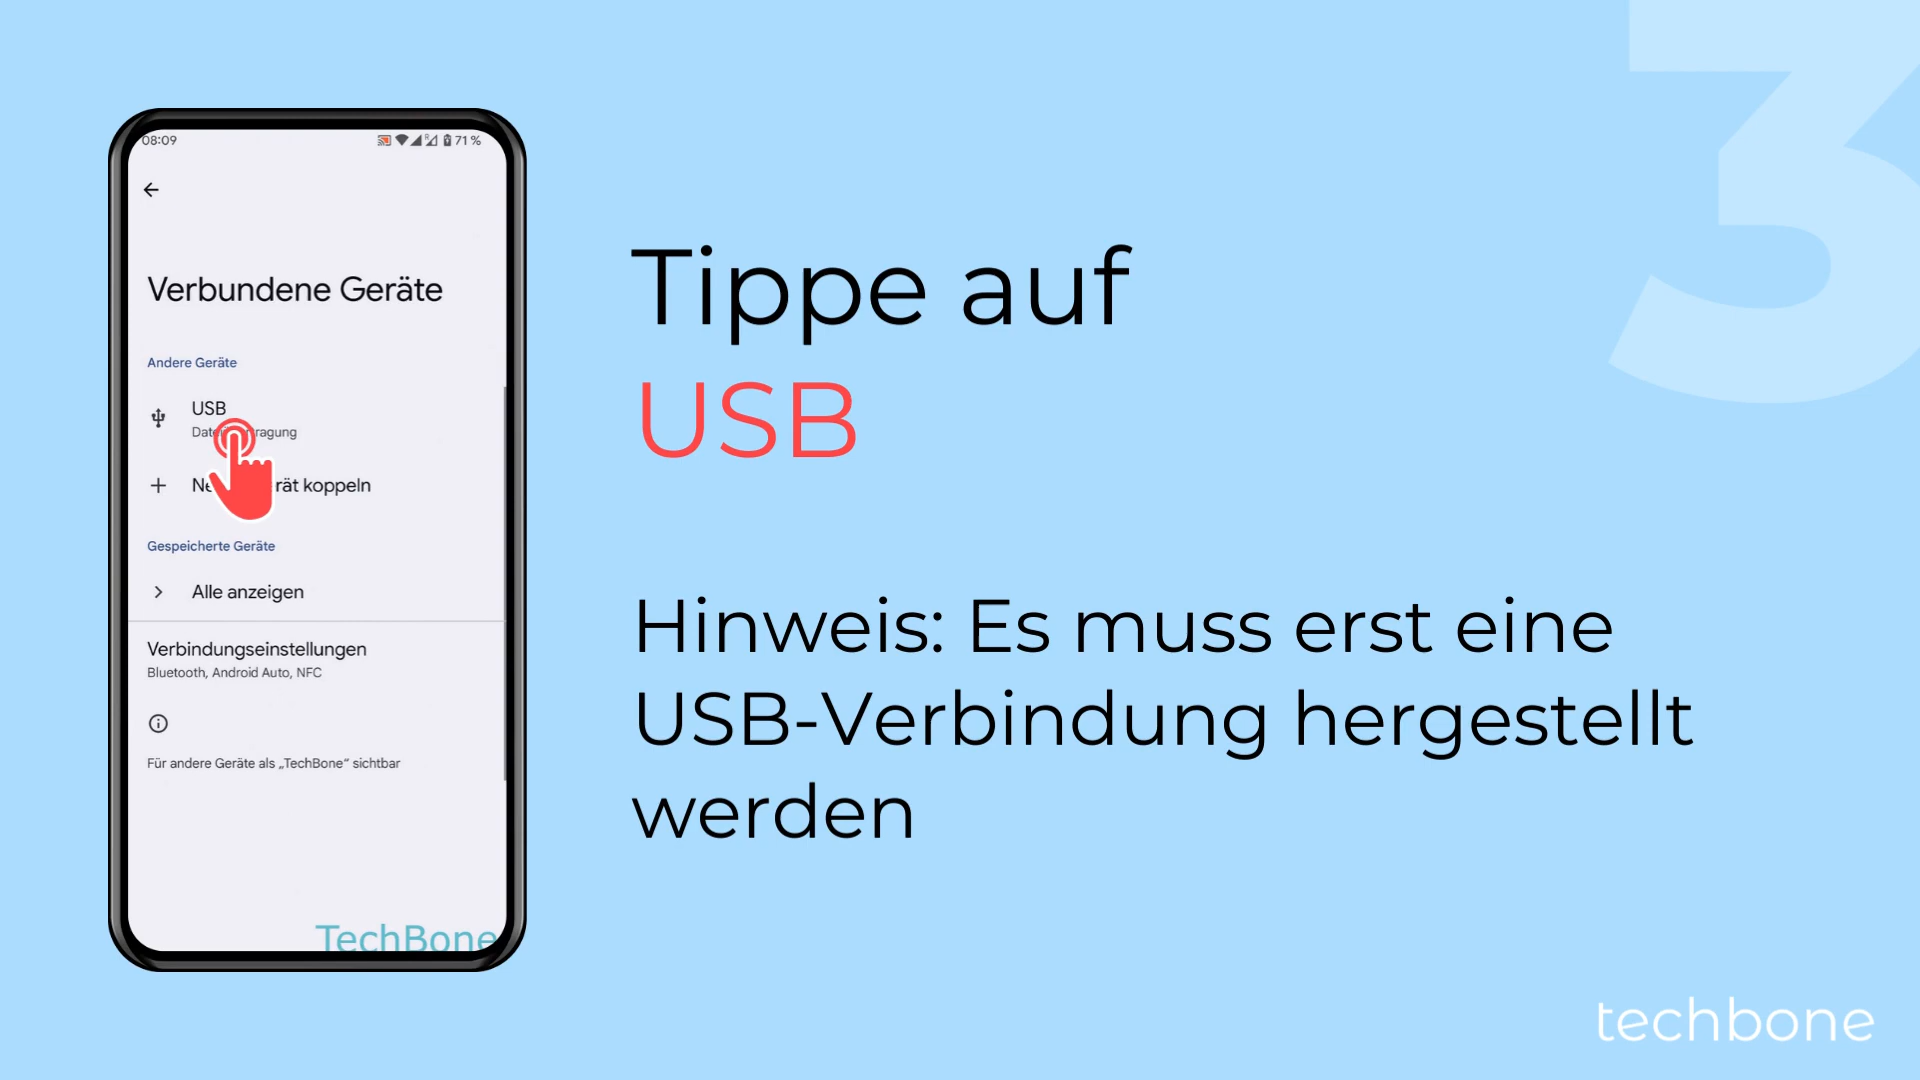 3
08:09
R
71 %
Verbundene Geräte
Andere Geräte
USB
Neues Gerät koppeln
Gespeicherte Geräte
Alle anzeigen
Verbindungseinstellungen
Bluetooth, Android Auto, NFC
Für andere Geräte als „TechBone“ sichtbar
TechBone
Tippe auf
USB
Hinweis: Es muss erst eine
USB-Verbindung hergestellt
werden
techbone